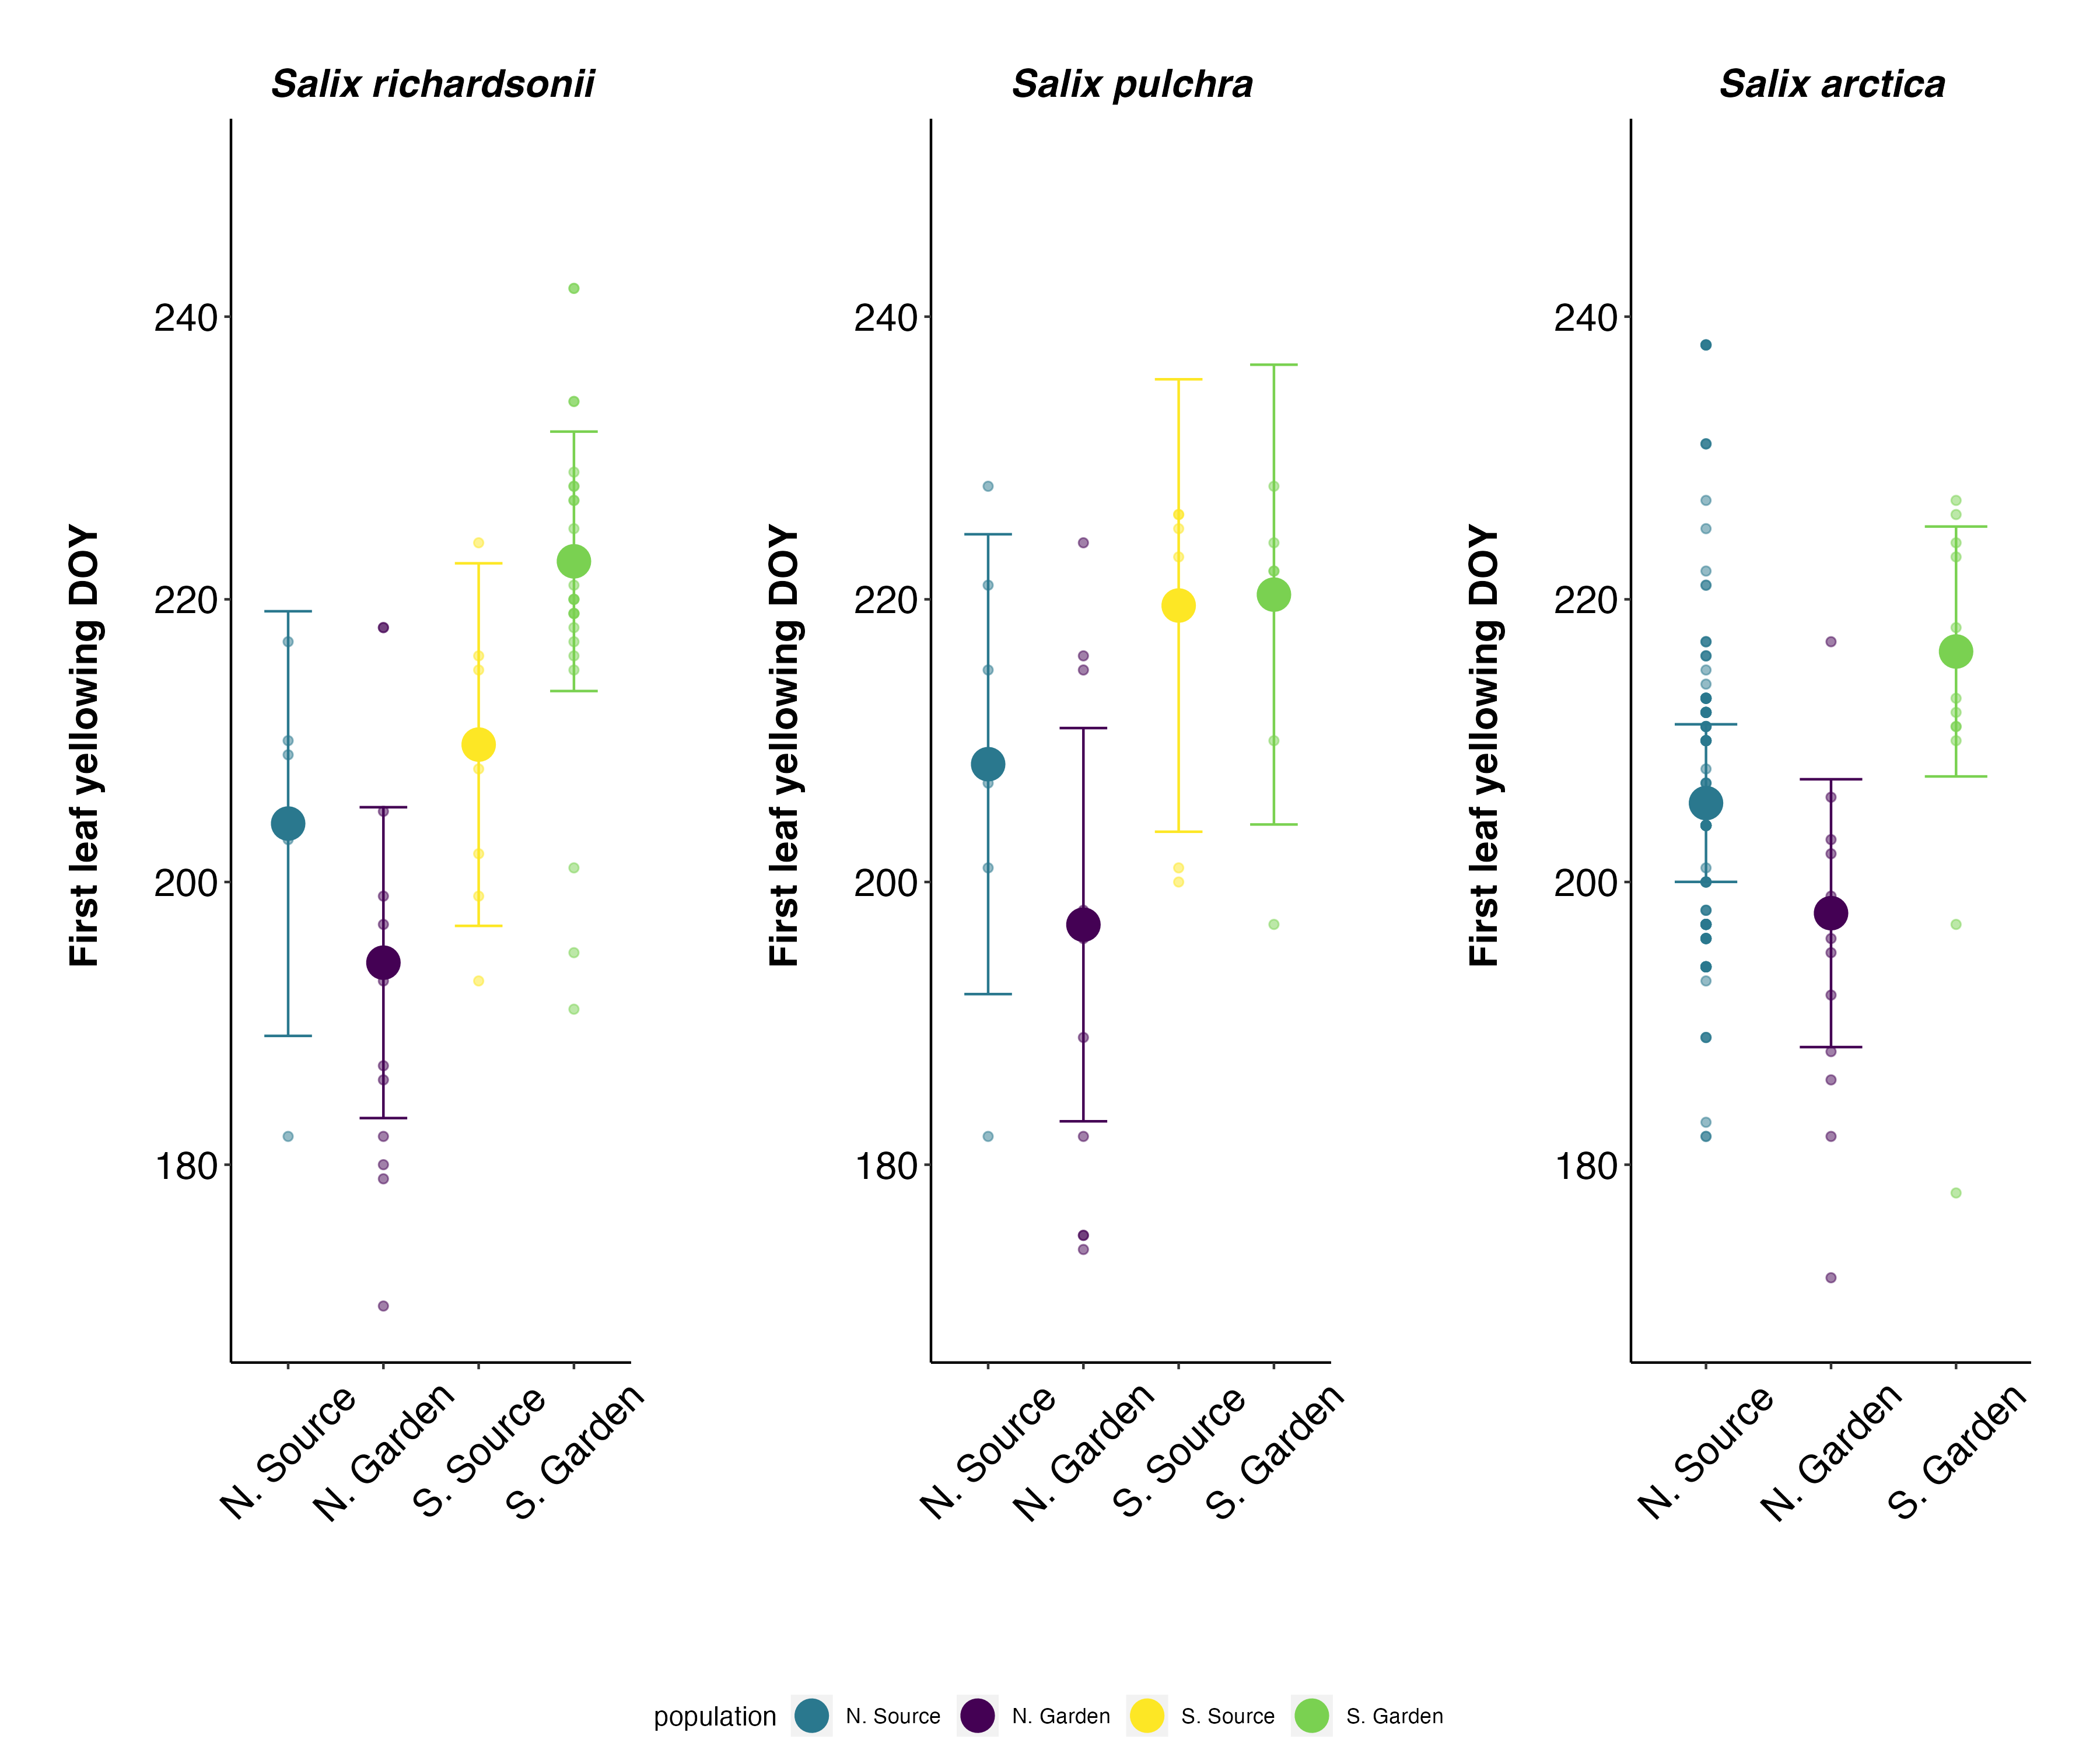 Salix richardsonii
First leaf yellowing DOY
240
220
200
180
N. Source
N. Garden
S. Source
S. Garden
Salix pulchra
First leaf yellowing DOY
240
220
200
180
N. Source
N. Garden
S. Source
S. Garden
Salix arctica
First leaf yellowing DOY
240
220
200
180
N. Source
N. Garden
S. Garden
population N. Source N. Garden S. Source S. Garden